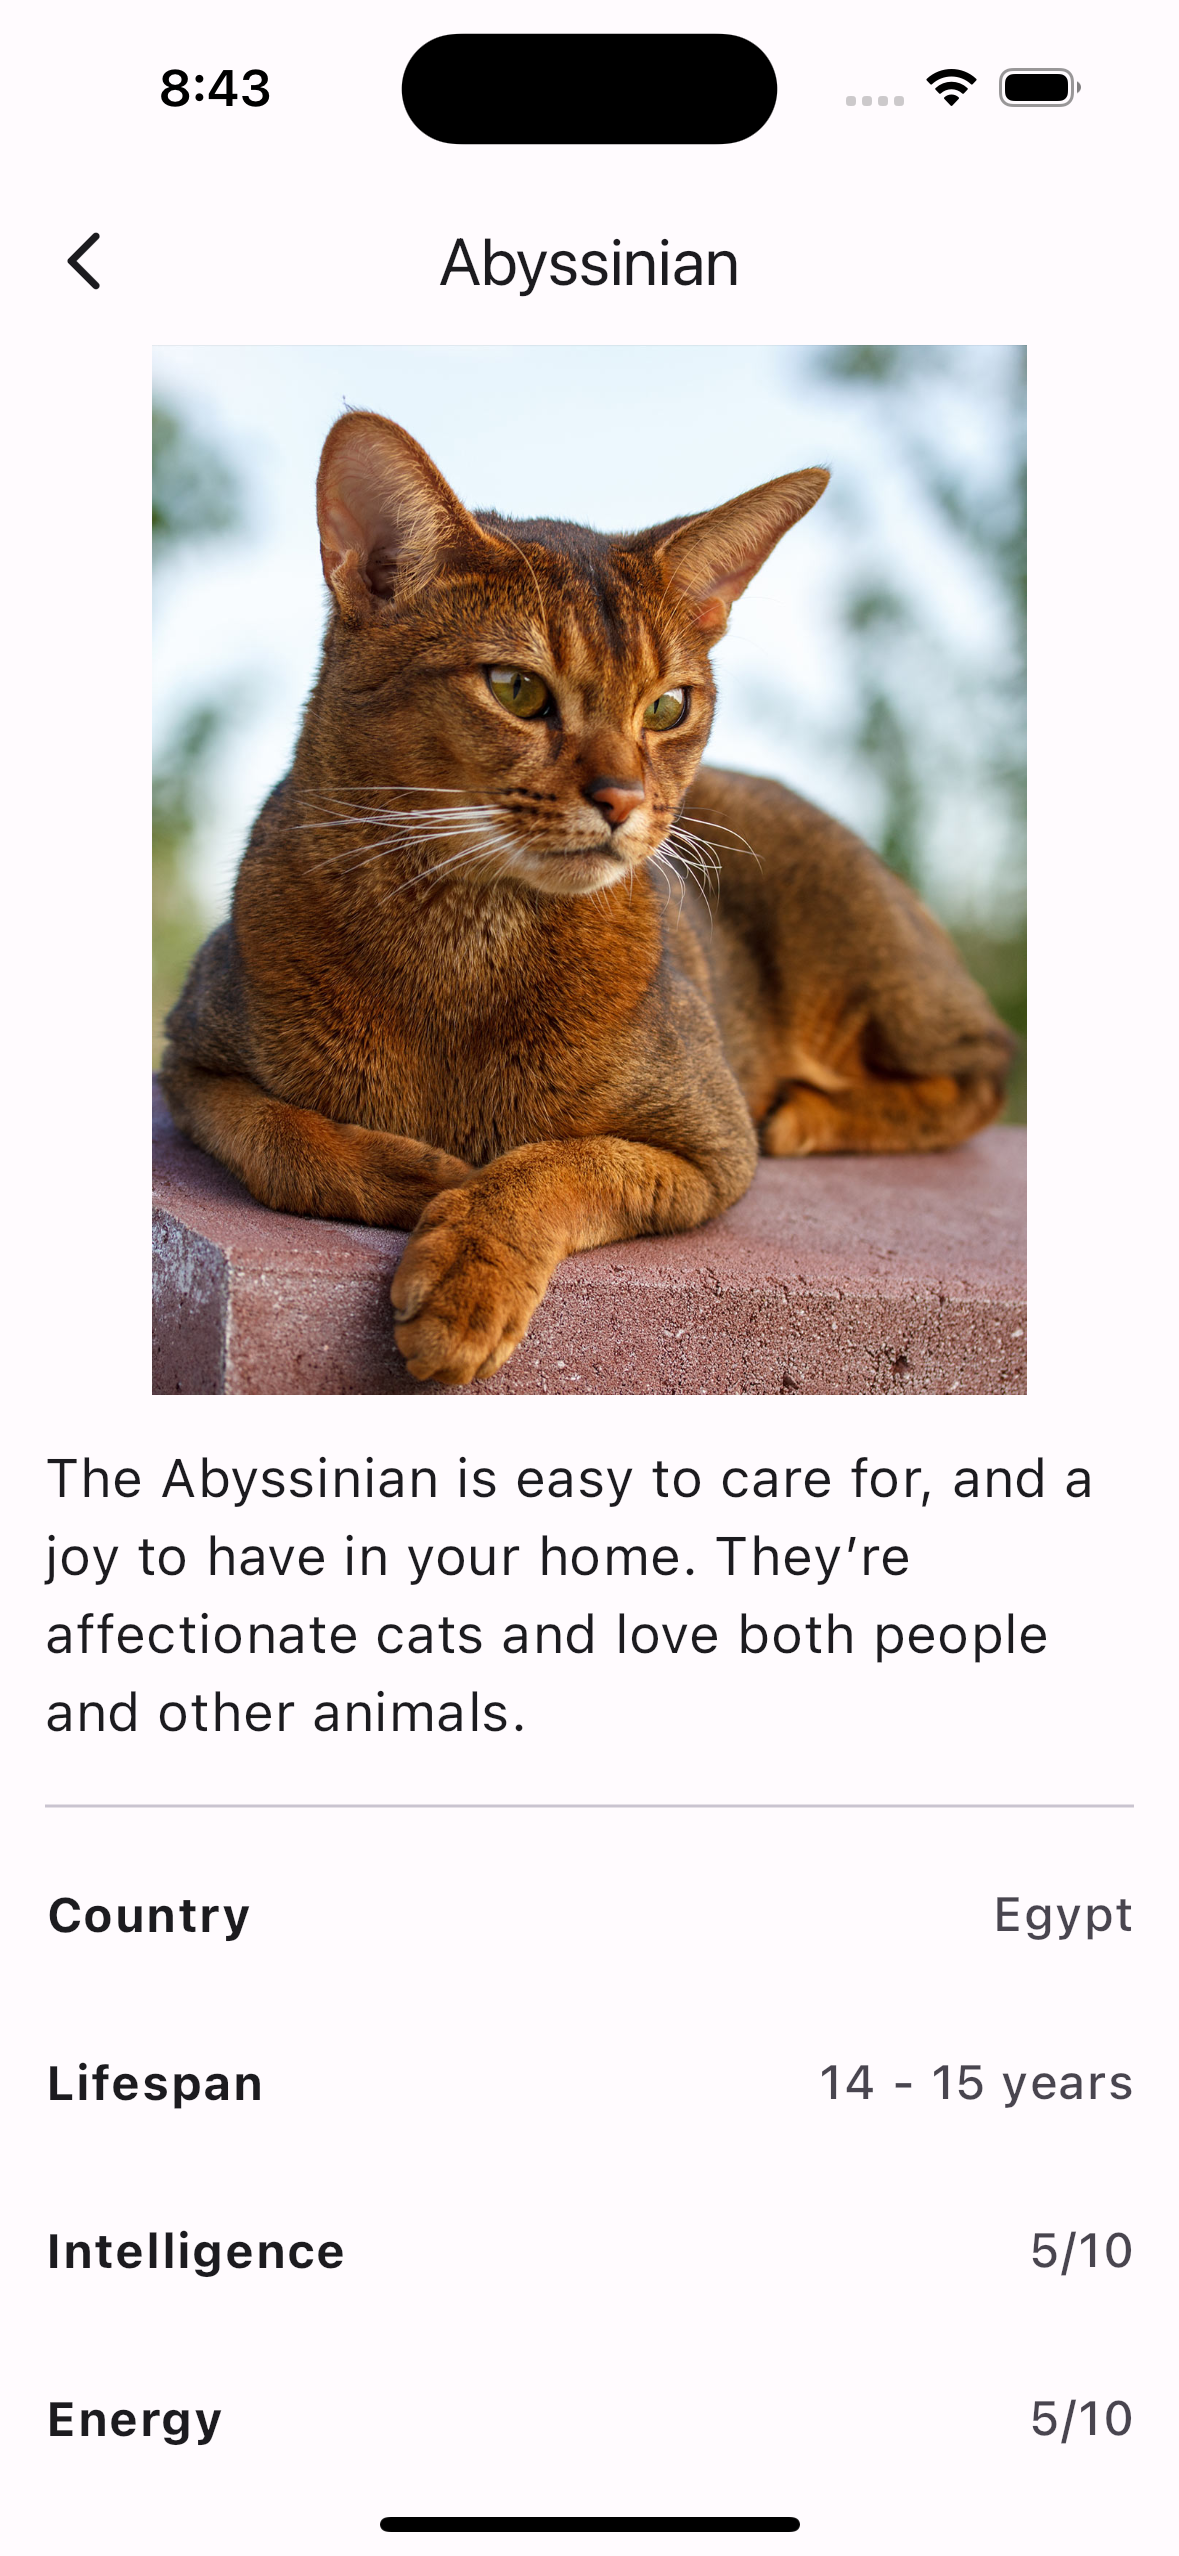 8:43
Abyssinian
The Abyssinian is easy to care for, and a
joy to have in your home. They’re
affectionate cats and love both people
and other animals.
Country Egypt
Lifespan 14 - 15 years
Intelligence 5/10
Energy 5/10